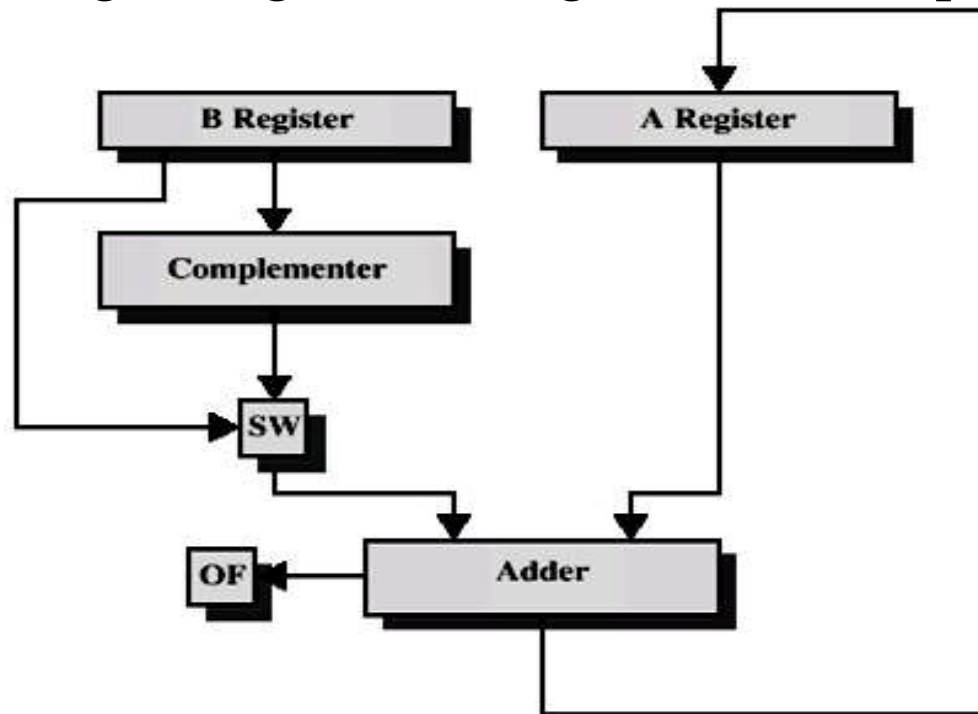 B Register
A Register
Complementer
SW
OF
Adder